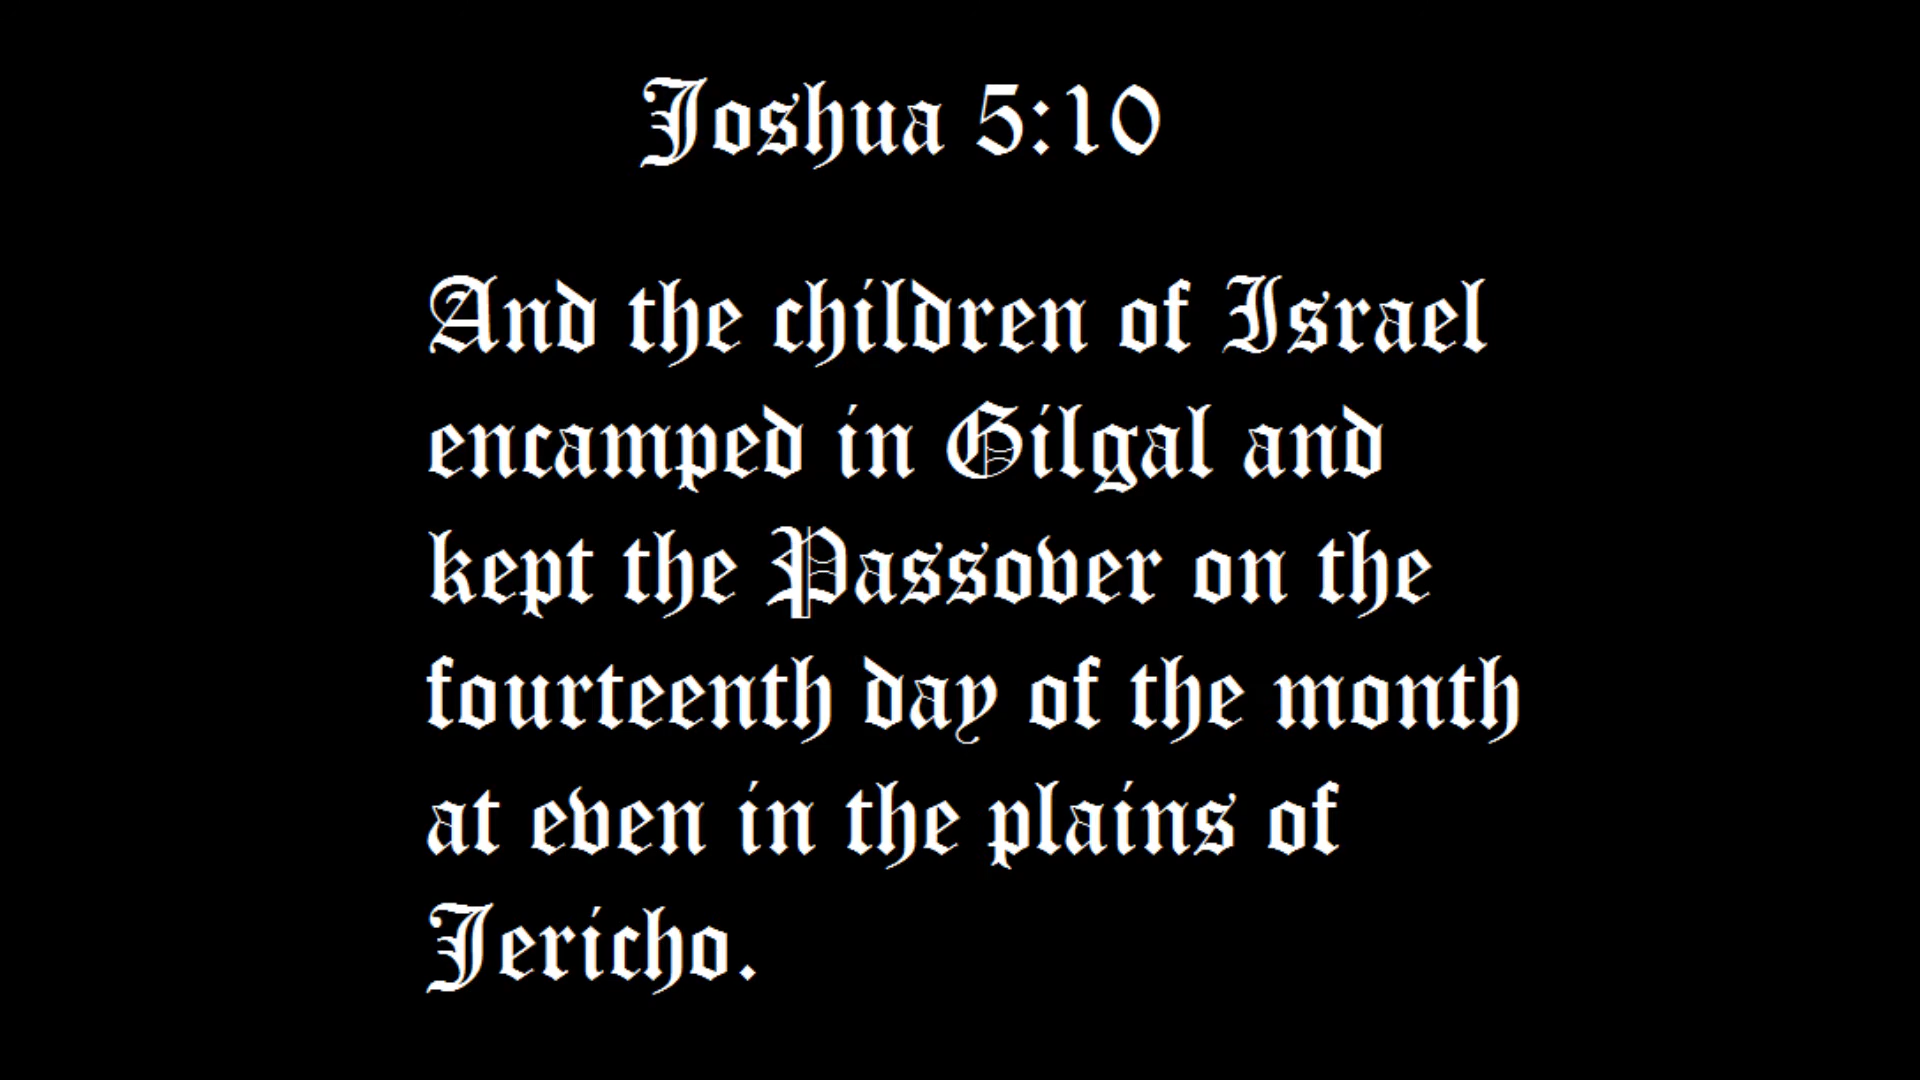 Joshua 5:10
And the children of Israel
encamped in Gilgal and
kept the Passover on the
fourteenth day of the month
at even in the plains of
Jericho.